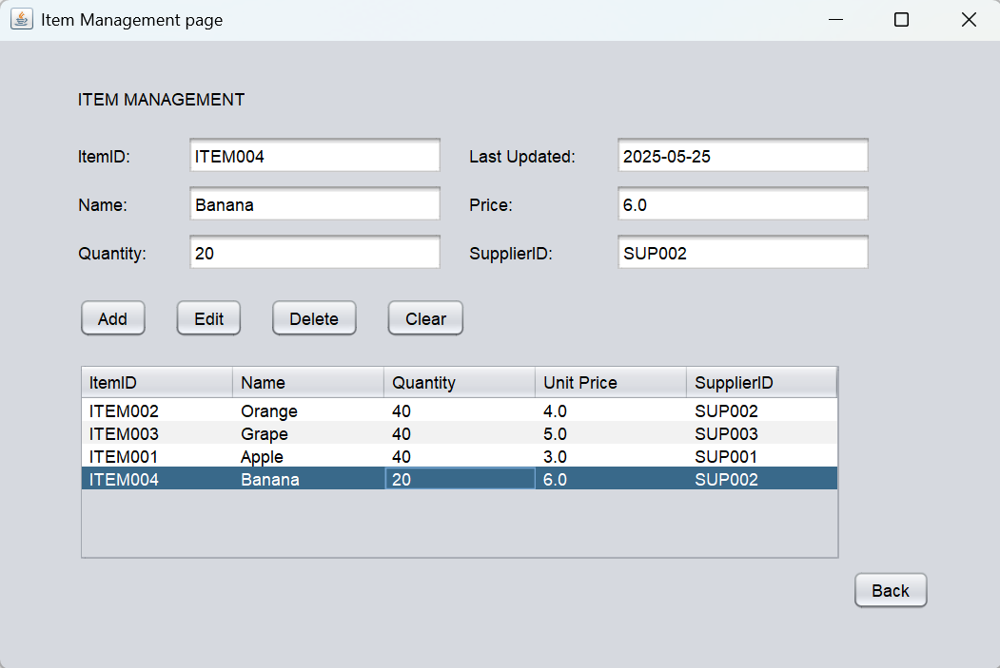 Item Management page
ITEM MANAGEMENT
ItemID: ITEM004 Last Updated: 2025-05-25
Name: Banana Price: 6.0
Quantity: 20 SupplierID: SUP002
Add Edit Delete Clear
ItemID Name Quantity Unit Price SupplierID
ITEM002 Orange 40 4.0 SUP002
ITEM003 Grape 40 5.0 SUP003
ITEM001 Apple 40 3.0 SUP001
ITEM004 Banana 20 6.0 SUP002
Back